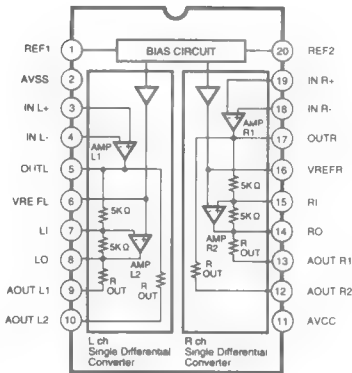 REF1 1 BIAS CIRCUIT 20 REF2
AVSS 2 19 IN R+
IN L+ 3 18 IN R-
IN L- 4 AMP L1 AMP R1 17 OUTR
OUTL 5 16 VREFR
VREFL 6 5KΩ 5KΩ 15 RI
LI 7 5KΩ 5KΩ 14 RO
LO 8 AMP L2 AMP R2 13 AOUT R1
AOUT L1 9 R OUT R OUT R OUT R OUT 12 AOUT R2
AOUT L2 10 11 AVCC
L ch
Single Differential
Converter
R ch
Single Differential
Converter